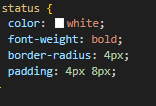 status {
color: white;
font-weight: bold;
border-radius: 4px;
padding: 4px 8px;